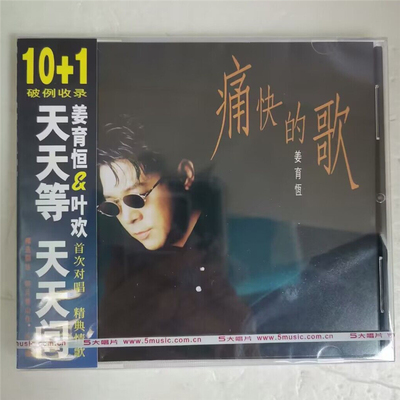 10+1
破例收录
姜育恒&叶欢
天天等 天天问
首次对唱 精典情歌
痛快的歌
姜育恆
www.5music.com.cn 5大唱片 www.5music.com.cn 5大唱片